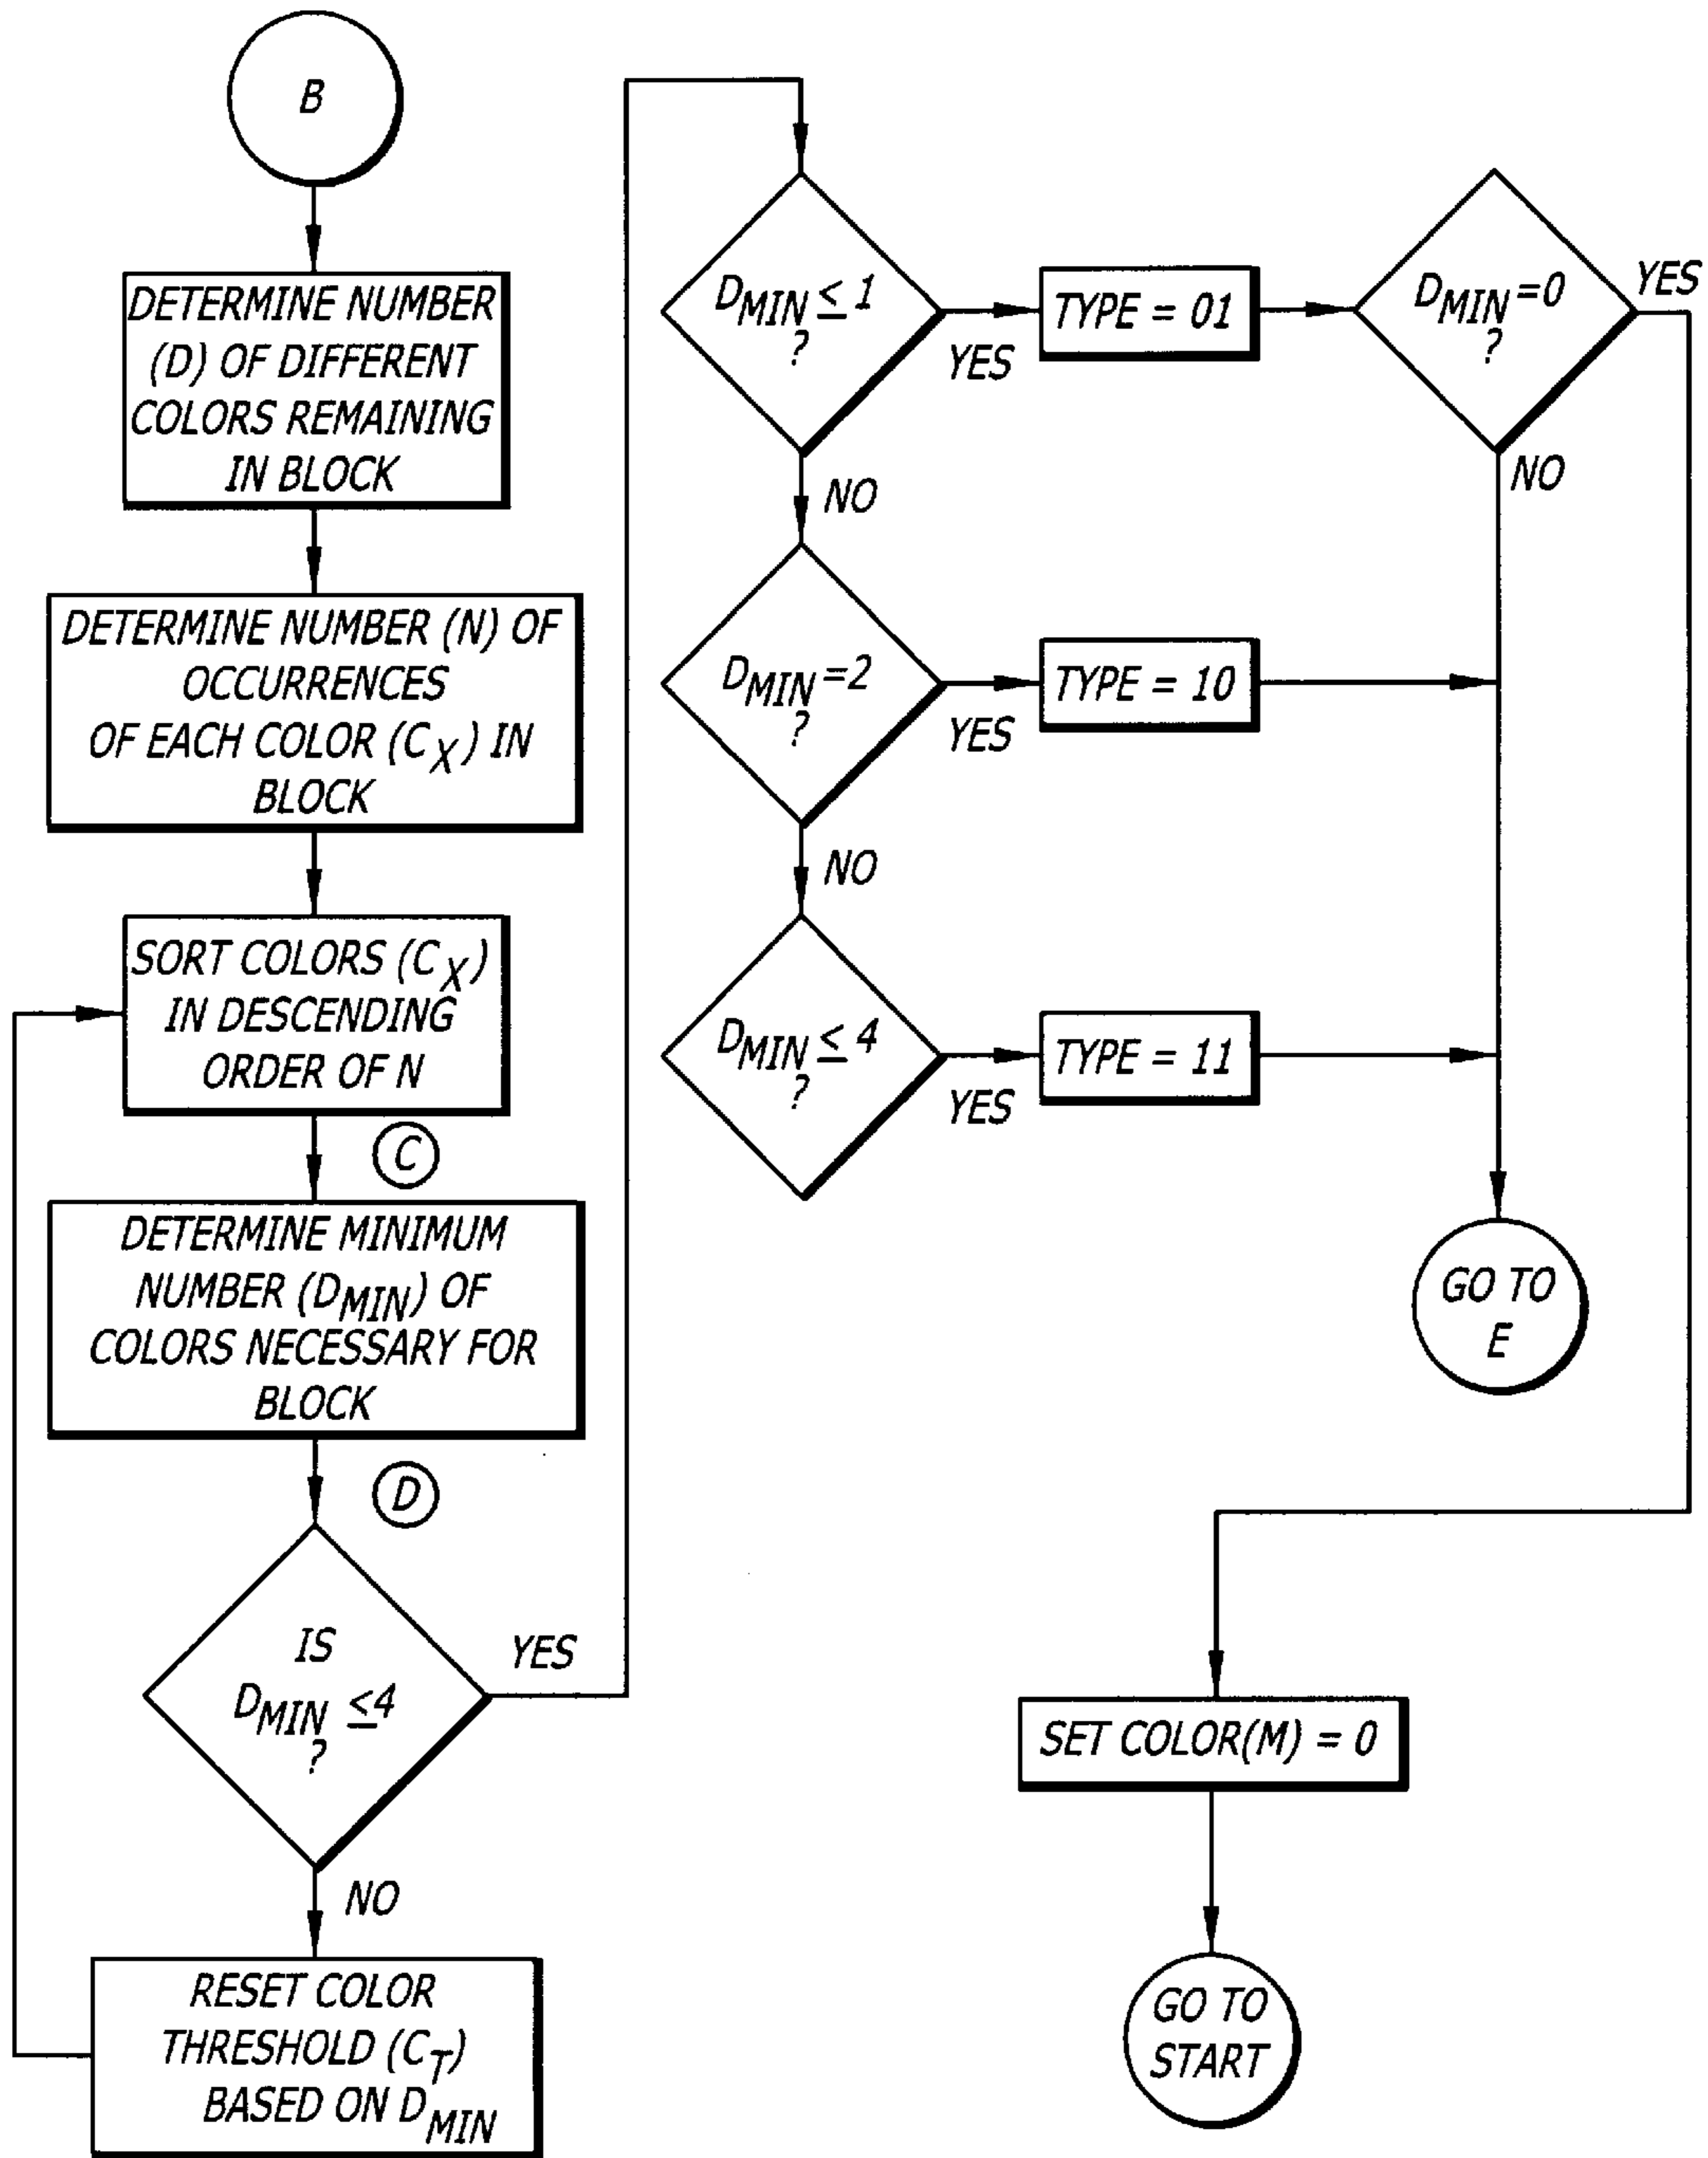 B
DETERMINE NUMBER
(D) OF DIFFERENT
COLORS REMAINING
IN BLOCK
DETERMINE NUMBER (N) OF
OCCURRENCES
OF EACH COLOR (CX) IN
BLOCK
SORT COLORS (CX)
IN DESCENDING
ORDER OF N
C
DETERMINE MINIMUM
NUMBER (DMIN) OF
COLORS NECESSARY FOR
BLOCK
D
IS
DMIN ≤4
?
YES
NO
RESET COLOR
THRESHOLD (CT)
BASED ON DMIN
DMIN ≤ 1
?
YES
NO
TYPE = 01
DMIN =0
?
YES
NO
DMIN =2
?
YES
NO
TYPE = 10
DMIN ≤ 4
?
YES
TYPE = 11
GO TO
E
SET COLOR(M) = 0
GO TO
START